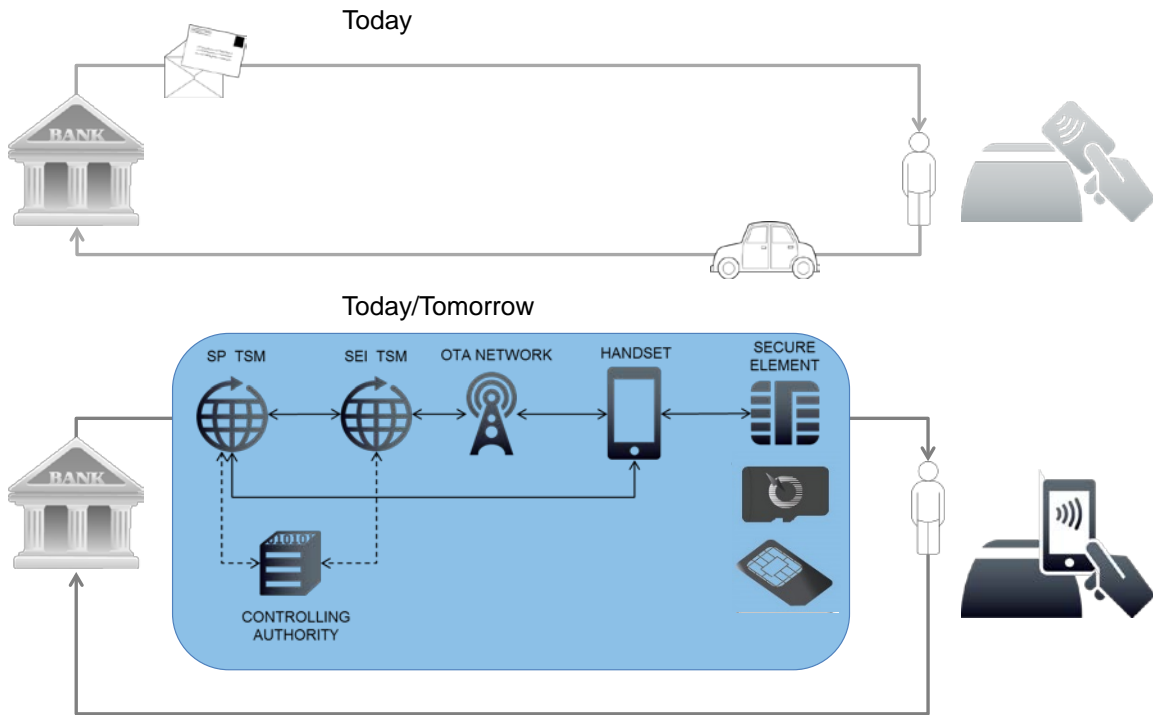 Today
BANK
Today/Tomorrow
SP TSM
SEI TSM
OTA NETWORK
HANDSET
SECURE
ELEMENT
BANK
CONTROLLING
AUTHORITY